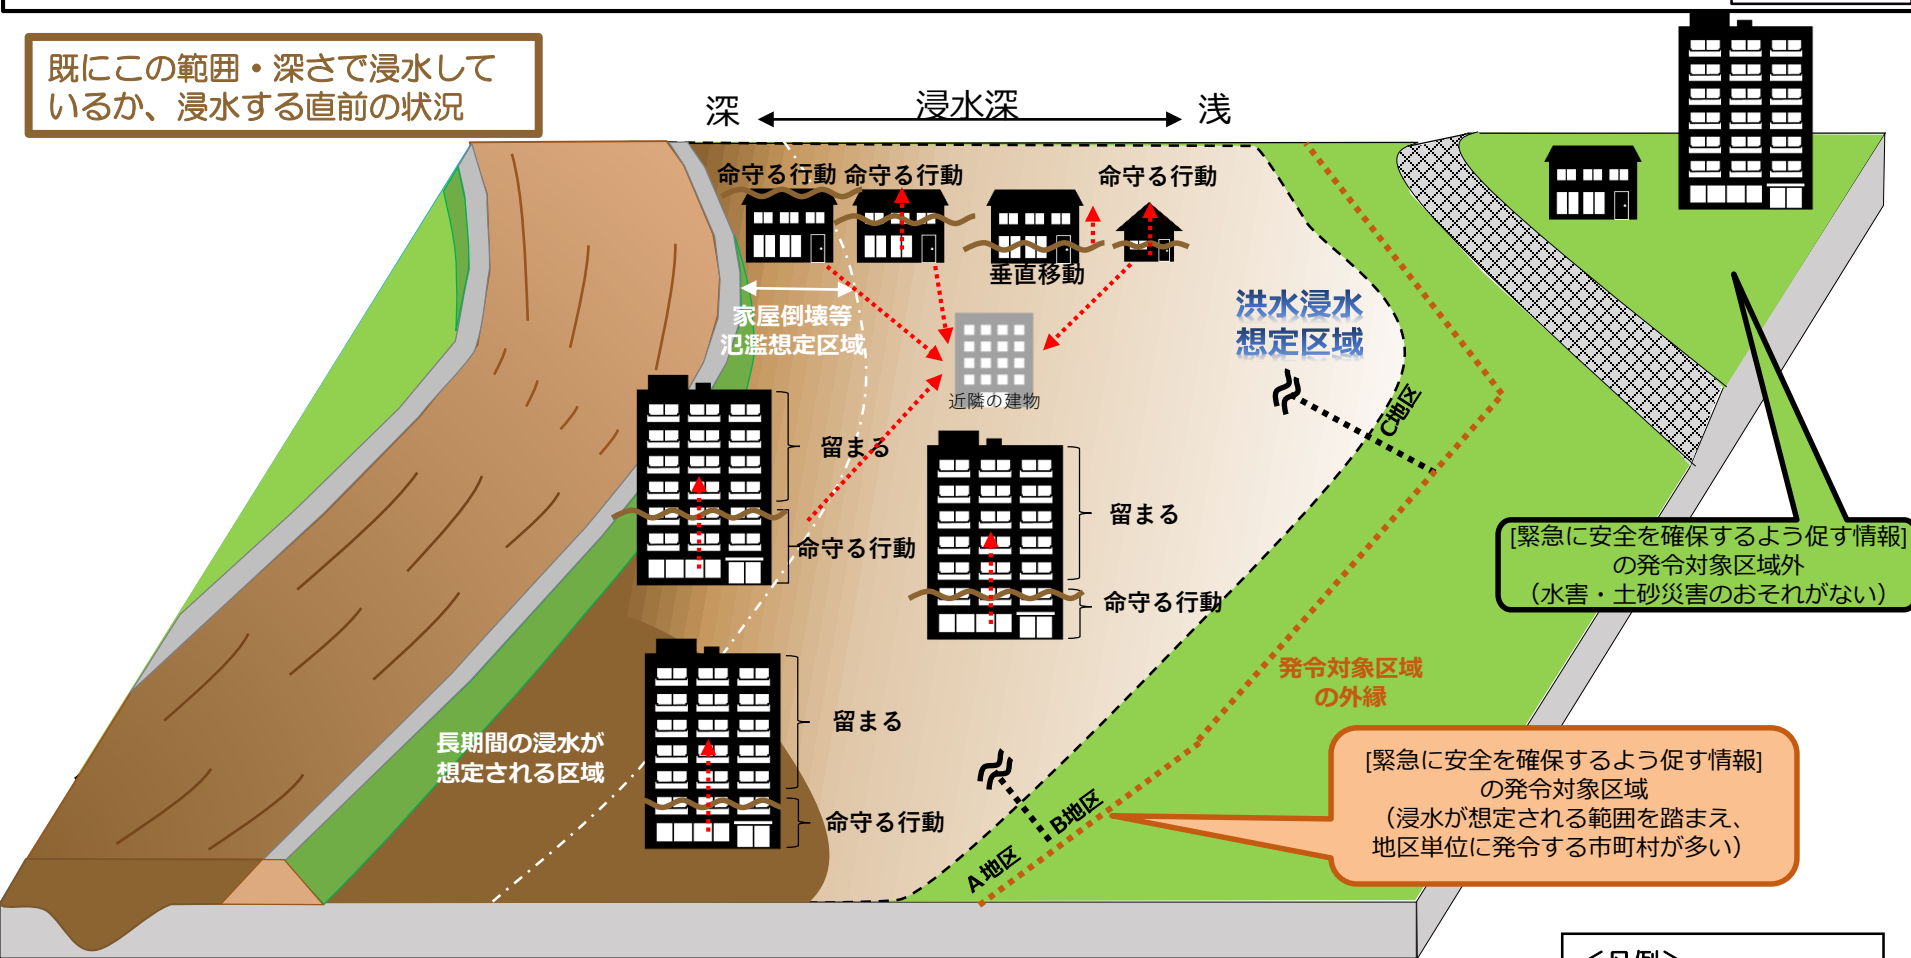 既にこの範囲・深さで浸水して
いるか、浸水する直前の状況
深
浸水深
浅
命守る行動
命守る行動
命守る行動
垂直移動
家屋倒壊等
氾濫想定区域
洪水浸水
想定区域
近隣の建物
C地区
留まる
命守る行動
留まる
命守る行動
[緊急に安全を確保するよう促す情報]
の発令対象区域外
（水害・土砂災害のおそれがない）
発令対象区域
の外縁
長期間の浸水が
想定される区域
留まる
命守る行動
B地区
A地区
[緊急に安全を確保するよう促す情報]
の発令対象区域
（浸水が想定される範囲を踏まえ、
地区単位に発令する市町村が多い）
＜凡例＞